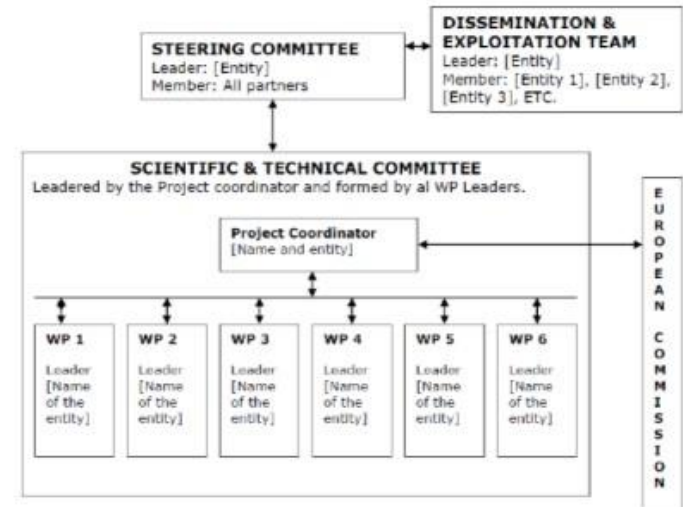 DISSEMINATION &
EXPLOITATION TEAM
Leader: [Entity]
Member: [Entity 1], [Entity 2],
[Entity 3], ETC.
STEERING COMMITTEE
Leader: [Entity]
Member: All partners
SCIENTIFIC & TECHNICAL COMMITTEE
Leadered by the Project coordinator and formed by al WP Leaders.
Project Coordinator
[Name and entity]
WP 1
Leader
[Name
of the
entity]
WP 2
Leader
[Name
of the
entity]
WP 3
Leader
[Name
of the
entity]
WP 4
Leader
[Name
of the
entity]
WP 5
Leader
[Name
of the
entity]
WP 6
Leader
[Name
of the
entity]
EUROPEAN COMMISSION